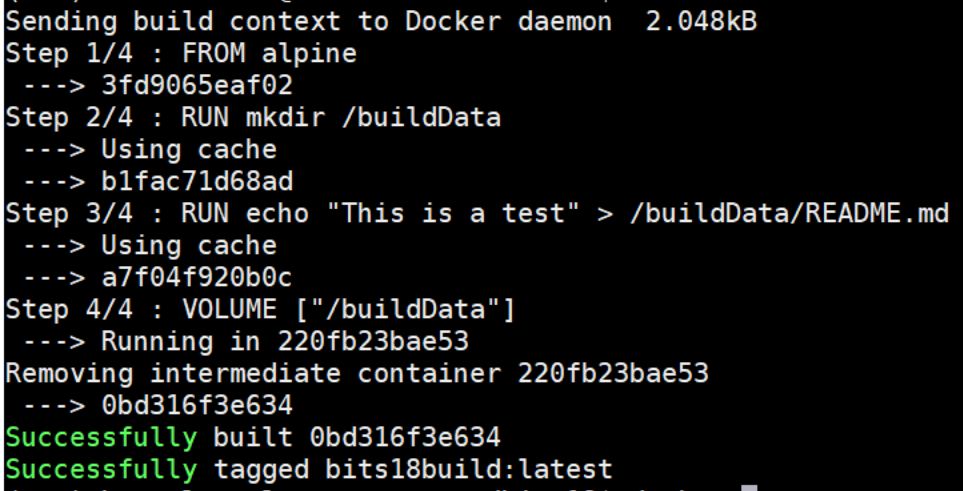 Sending build context to Docker daemon  2.048kB
Step 1/4 : FROM alpine
 ---> 3fd9065eaf02
Step 2/4 : RUN mkdir /buildData
 ---> Using cache
 ---> b1fac71d68ad
Step 3/4 : RUN echo "This is a test" > /buildData/README.md
 ---> Using cache
 ---> a7f04f920b0c
Step 4/4 : VOLUME ["/buildData"]
 ---> Running in 220fb23bae53
Removing intermediate container 220fb23bae53
 ---> 0bd316f3e634
Successfully built 0bd316f3e634
Successfully tagged bits18build:latest